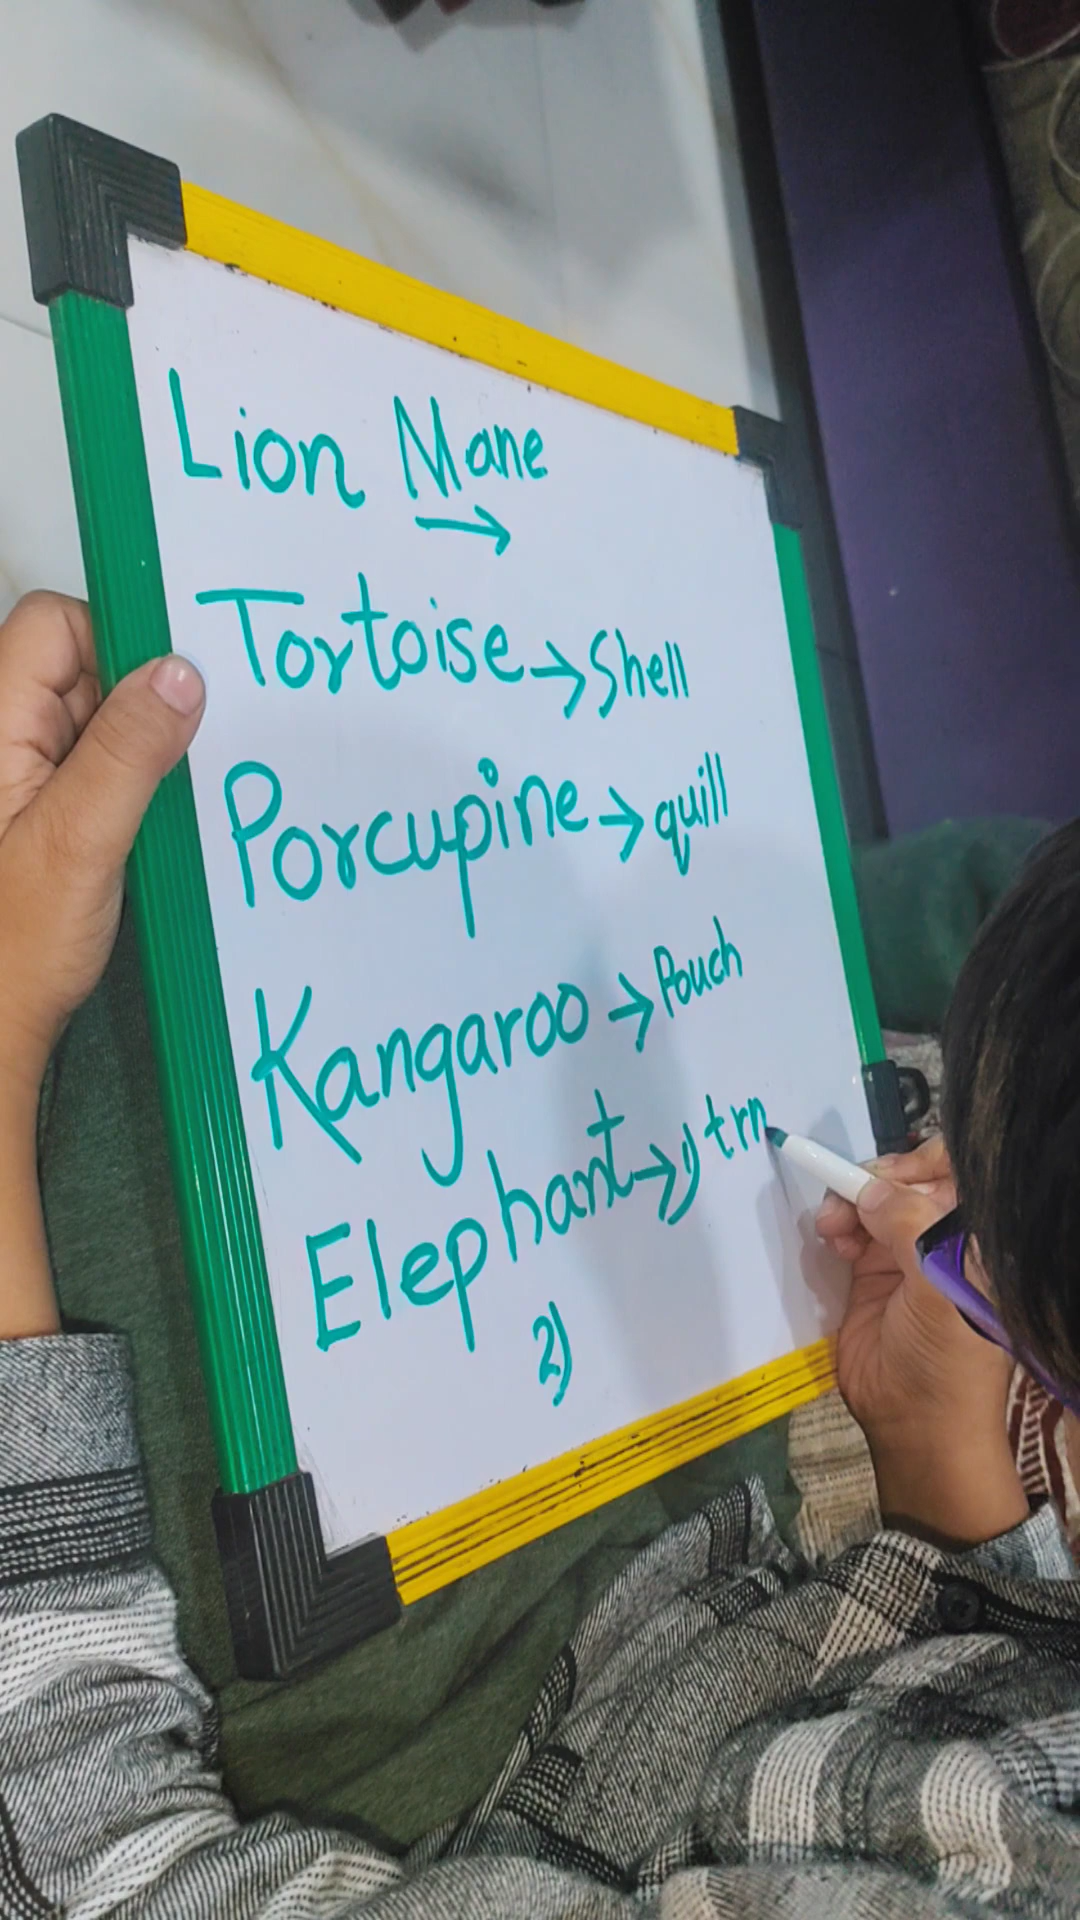 Lion Mane
→
Tortoise → Shell
Porcupine → quill
Kangaroo → Pouch
Elephant → 1) trn
2)